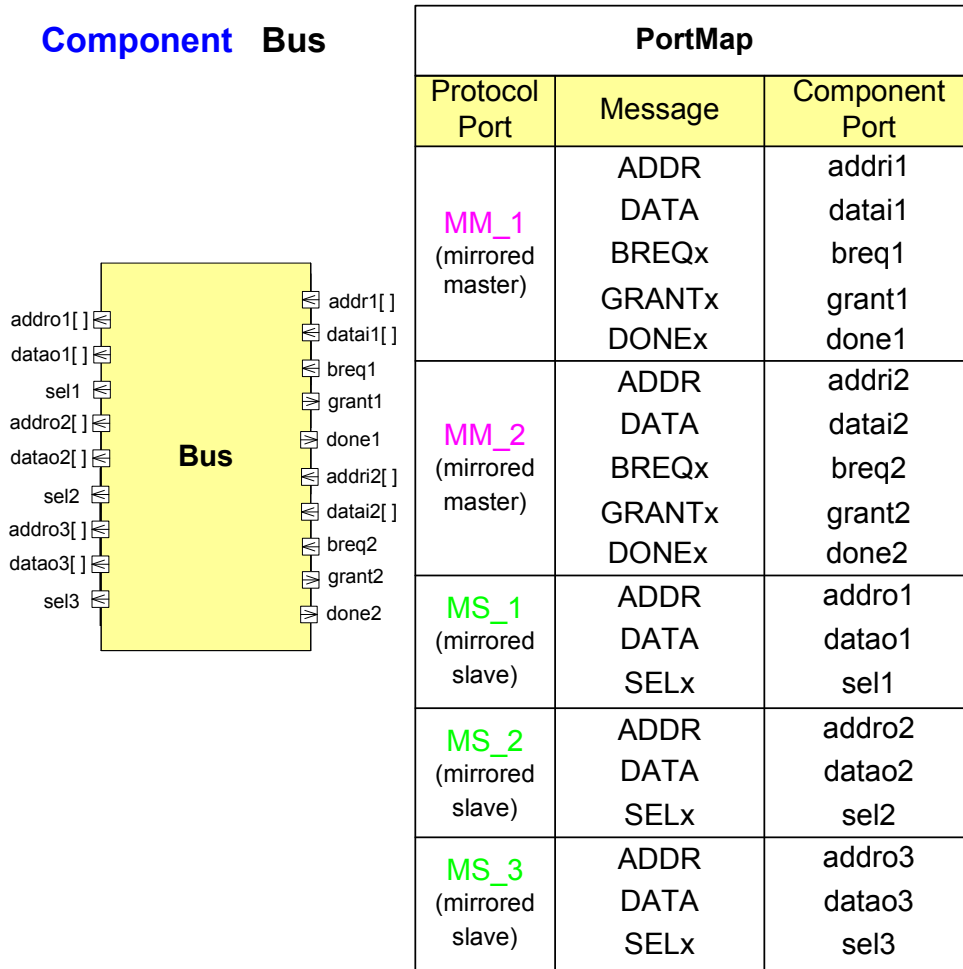 Component Bus
addro1[ ]
datao1[ ]
sel1
addro2[ ]
datao2[ ]
sel2
addro3[ ]
datao3[ ]
sel3
Bus
addr1[ ]
datai1[ ]
breq1
grant1
done1
addri2[ ]
datai2[ ]
breq2
grant2
done2
PortMap
Protocol Port
Message
Component Port
MM_1
(mirrored
master)
ADDR addri1
DATA datai1
BREQx breq1
GRANTx grant1
DONEx done1
MM_2
(mirrored
master)
ADDR addri2
DATA datai2
BREQx breq2
GRANTx grant2
DONEx done2
MS_1
(mirrored
slave)
ADDR addro1
DATA datao1
SELx sel1
MS_2
(mirrored
slave)
ADDR addro2
DATA datao2
SELx sel2
MS_3
(mirrored
slave)
ADDR addro3
DATA datao3
SELx sel3